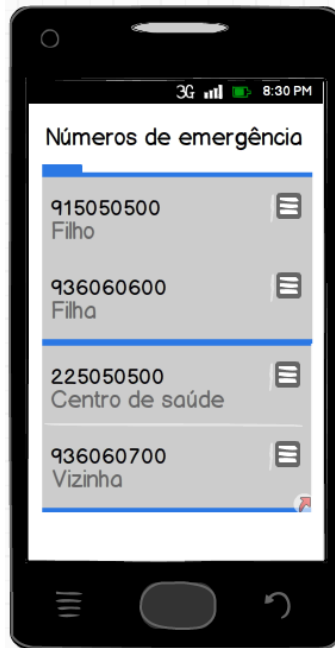 3G 8:30 PM
Números de emergência
915050500
Filho
936060600
Filha
225050500
Centro de saúde
936060700
Vizinha